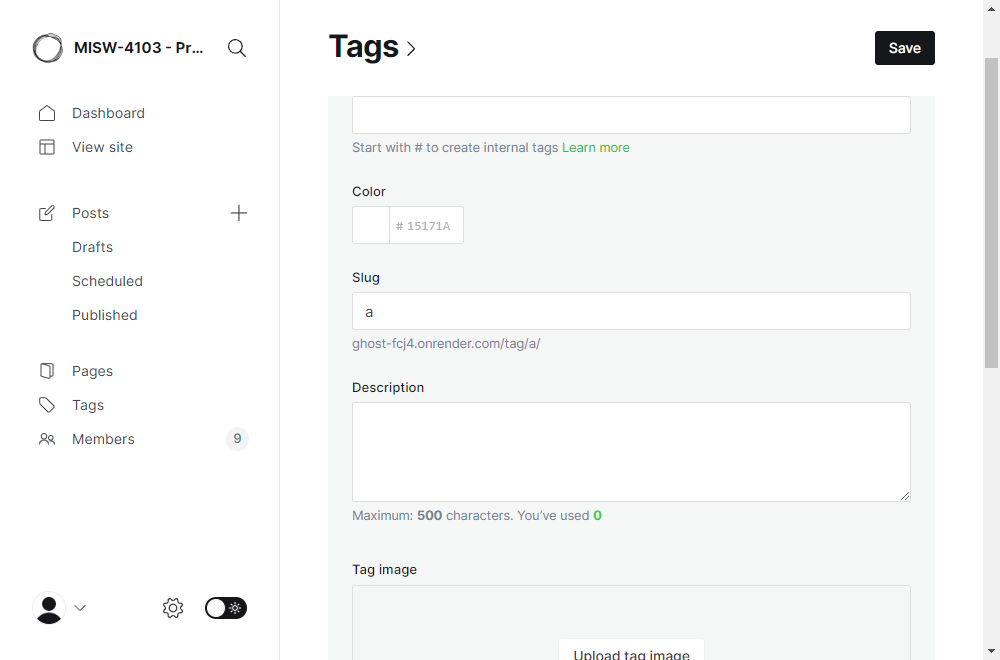 MISW-4103 - Pr...
Dashboard
View site
Posts
Drafts
Scheduled
Published
Pages
Tags
Members
9
Tags
Save
Start with # to create internal tags Learn more
Color
# 15171A
Slug
a
ghost-fcj4.onrender.com/tag/a/
Description
Maximum: 500 characters. You’ve used 0
Tag image
Upload tag image